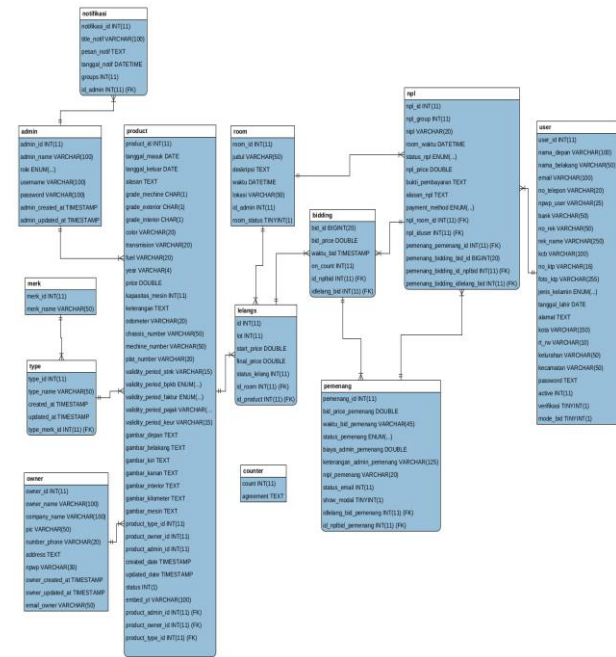 notifikasi
notifikasi_id INT(11)
title_notif VARCHAR(100)
pesan_notif TEXT
tanggal_notif DATETIME
groups INT(11)
id_admin INT(11) (FK)
admin
admin_id INT(11)
admin_name VARCHAR(100)
role ENUM(...)
username VARCHAR(100)
password VARCHAR(100)
admin_created_at TIMESTAMP
admin_updated_at TIMESTAMP
merk
merk_id INT(11)
merk_name VARCHAR(50)
type
type_id INT(11)
type_name VARCHAR(50)
created_at TIMESTAMP
updated_at TIMESTAMP
type_merk_id INT(11) (FK)
owner
owner_id INT(11)
owner_name VARCHAR(100)
company_name VARCHAR(100)
pic VARCHAR(50)
number_phone VARCHAR(20)
address TEXT
npwp VARCHAR(30)
owner_created_at TIMESTAMP
owner_updated_at TIMESTAMP
email_owner VARCHAR(50)
product
product_id INT(11)
tanggal_masuk DATE
tanggal_keluar DATE
alasan TEXT
grade_mechine CHAR(1)
grade_exterior CHAR(1)
grade_interior CHAR(1)
color VARCHAR(20)
transmision VARCHAR(20)
fuel VARCHAR(20)
year VARCHAR(4)
price DOUBLE
kapasitas_mesin INT(11)
keterangan TEXT
odometer VARCHAR(20)
chassis_number VARCHAR(50)
mechine_number VARCHAR(50)
plat_number VARCHAR(20)
validity_period_stnk VARCHAR(15)
validity_period_bpkb ENUM(...)
validity_period_faktur ENUM(...)
validity_period_pajak VARCHAR(...
validity_period_keur VARCHAR(15)
gambar_depan TEXT
gambar_belakang TEXT
gambar_kiri TEXT
gambar_kanan TEXT
gambar_interior TEXT
gambar_kilometer TEXT
gambar_mesin TEXT
product_type_id INT(11)
product_owner_id INT(11)
product_admin_id INT(11)
created_date TIMESTAMP
updated_date TIMESTAMP
status INT(1)
embed_yt VARCHAR(100)
product_admin_id INT(11) (FK)
product_owner_id INT(11) (FK)
product_type_id INT(11) (FK)
room
room_id INT(11)
judul VARCHAR(50)
deskripsi TEXT
waktu DATETIME
lokasi VARCHAR(50)
id_admin INT(11)
room_status TINYINT(1)
lelangs
id INT(11)
lot INT(11)
start_price DOUBLE
final_price DOUBLE
status_lelang INT(11)
id_room INT(11) (FK)
id_product INT(11) (FK)
counter
count INT(11)
agreement TEXT
bidding
bid_id BIGINT(20)
bid_price DOUBLE
waktu_bid TIMESTAMP
on_count INT(11)
id_nplbid INT(11) (FK)
idlelang_bid INT(11) (FK)
pemenang
pemenang_id INT(11)
bid_price_pemenang DOUBLE
waktu_bid_pemenang VARCHAR(45)
status_pemenang ENUM(...)
biaya_admin_pemenang DOUBLE
keterangan_admin_pemenang VARCHAR(125)
npl_pemenang VARCHAR(20)
status_email INT(11)
show_modal TINYINT(1)
idlelang_bid_pemenang INT(11) (FK)
id_nplbid_pemenang INT(11) (FK)
npl
npl_id INT(11)
npl_group INT(11)
npl VARCHAR(20)
room_waktu DATETIME
status_npl ENUM(...)
npl_price DOUBLE
bukti_pembayaran TEXT
alasan_npl TEXT
payment_method ENUM(...)
npl_room_id INT(11) (FK)
npl_iduser INT(11) (FK)
pemenang_pemenang_id INT(11) (FK)
pemenang_bidding_bid_id BIGINT(20)
pemenang_bidding_idlelang_bid INT(11) (FK)
user
user_id INT(11)
nama_depan VARCHAR(100)
nama_belakang VARCHAR(50)
email VARCHAR(100)
no_telepon VARCHAR(20)
npwp_user VARCHAR(25)
bank VARCHAR(50)
no_rek VARCHAR(50)
rek_name VARCHAR(250)
kcb VARCHAR(100)
no_ktp VARCHAR(16)
foto_ktp VARCHAR(255)
jenis_kelamin ENUM(...)
tanggal_lahir DATE
alamat TEXT
kota VARCHAR(150)
rt_rw VARCHAR(10)
kelurahan VARCHAR(50)
kecamatan VARCHAR(50)
password TEXT
active INT(11)
verifikasi TINYINT(1)
mode_bid TINYINT(1)